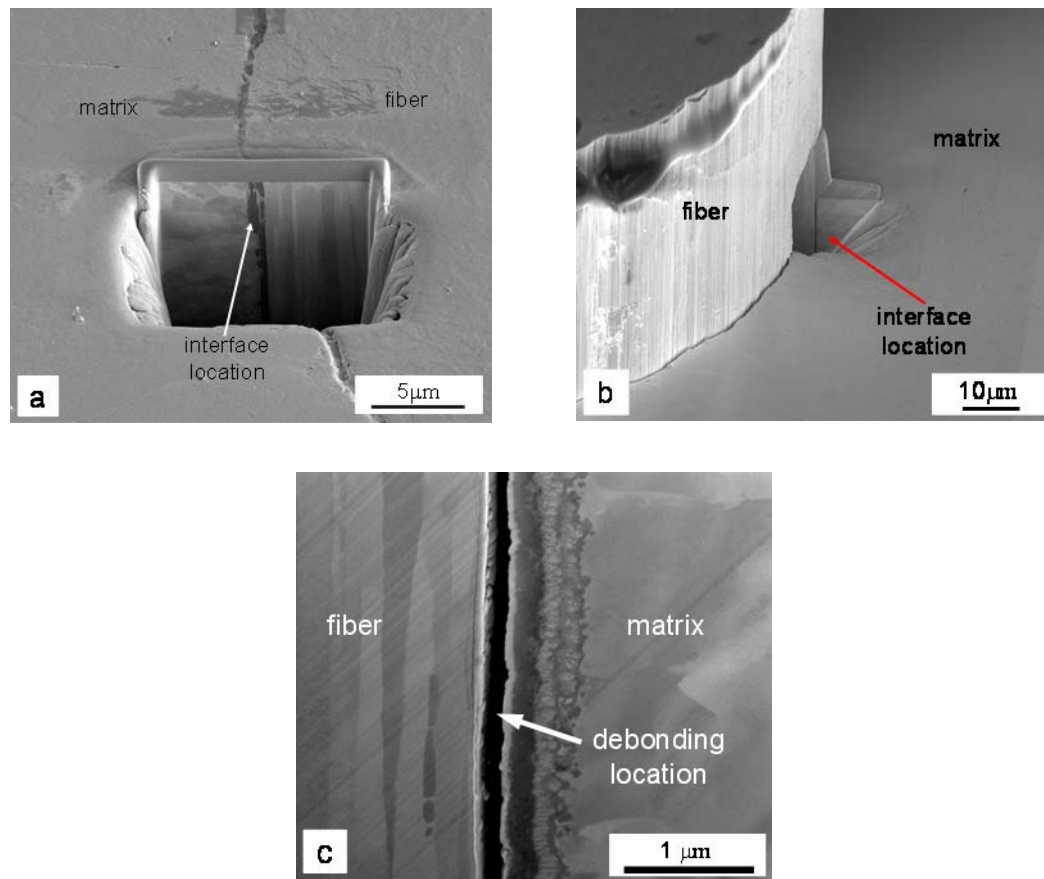 matrix
fiber
interface
location
a
5μm
matrix
fiber
interface
location
b
10μm
fiber
matrix
debonding
location
c
1 μm